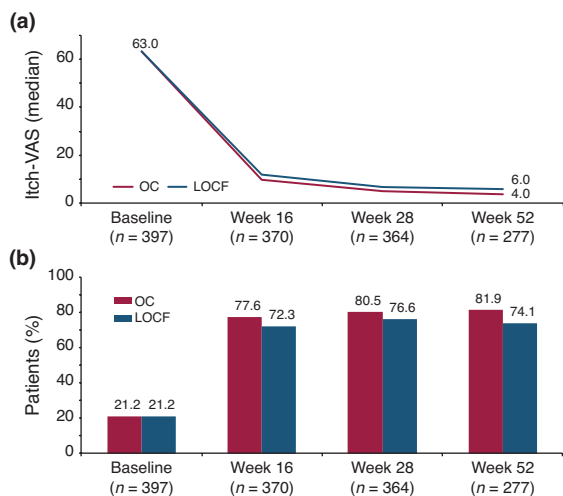 (a)
Itch-VAS (median)
60
40
20
0
63.0
OC LOCF
6.0
4.0
Baseline Week 16 Week 28 Week 52
(n = 397) (n = 370) (n = 364) (n = 277)
(b)
Patients (%)
100
80
60
40
20
0
OC
LOCF
21.2 21.2 77.6 72.3 80.5 76.6 81.9 74.1
Baseline Week 16 Week 28 Week 52
(n = 397) (n = 370) (n = 364) (n = 277)